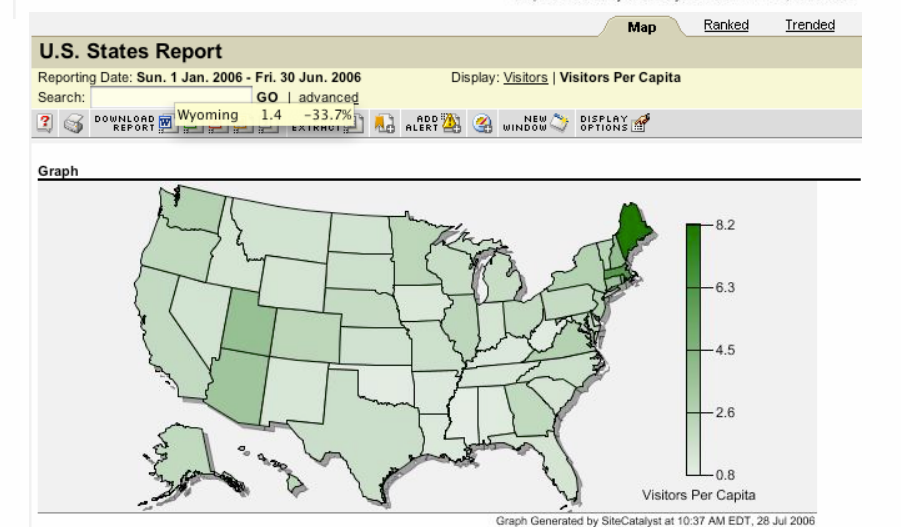 Map Ranked Trended
U.S. States Report
Reporting Date: Sun. 1 Jan. 2006 - Fri. 30 Jun. 2006 Display: Visitors | Visitors Per Capita
Search: GO | advanced
Wyoming 1.4 -33.7%
DOWNLOAD REPORT EXTRACT ADD ALERT NEW WINDOW DISPLAY OPTIONS
Graph
8.2
6.3
4.5
2.6
0.8
Visitors Per Capita
Graph Generated by SiteCatalyst at 10:37 AM EDT, 28 Jul 2006